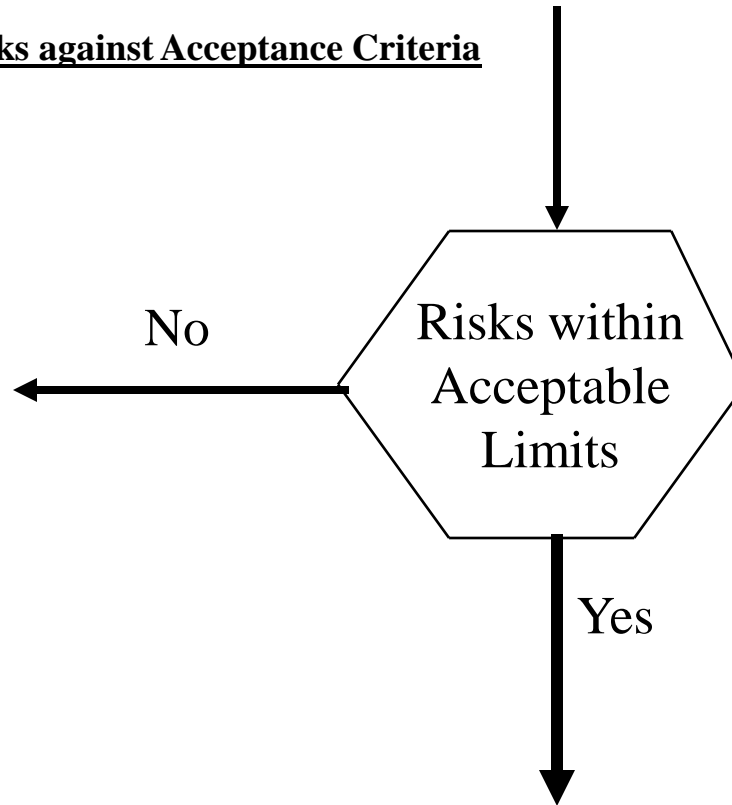 ks against Acceptance Criteria
No
Risks within
Acceptable
Limits
Yes